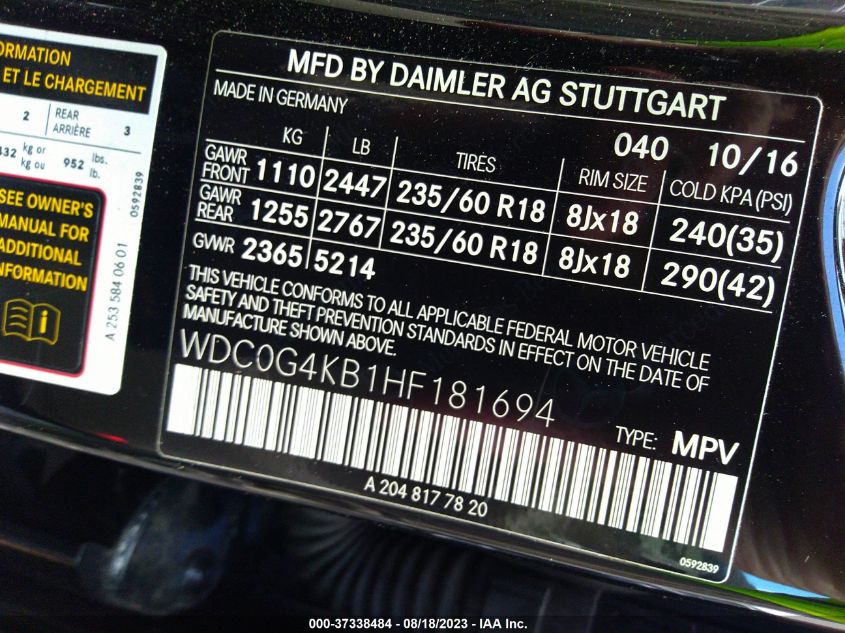 ORMATION
ET LE CHARGEMENT
2 REAR ARRIÈRE 3
432 kg or kg ou 952 lbs. lb.
SEE OWNER'S
MANUAL FOR
ADDITIONAL
INFORMATION
A 253 584 06 01
0592839
MFD BY DAIMLER AG STUTTGART
MADE IN GERMANY
040 10/16
KG LB TIRES RIM SIZE COLD KPA (PSI)
GAWR FRONT 1110 2447 235/60 R18 8Jx18 240(35)
GAWR REAR 1255 2767 235/60 R18 8Jx18 290(42)
GVWR 2365 5214
THIS VEHICLE CONFORMS TO ALL APPLICABLE FEDERAL MOTOR VEHICLE
SAFETY AND THEFT PREVENTION STANDARDS IN EFFECT ON THE DATE OF
MANUFACTURE SHOWN ABOVE.
WDC0G4KB1HF181694
TYPE: MPV
A 204 817 78 20
0592839
000-37338484 - 08/18/2023 - IAA Inc.